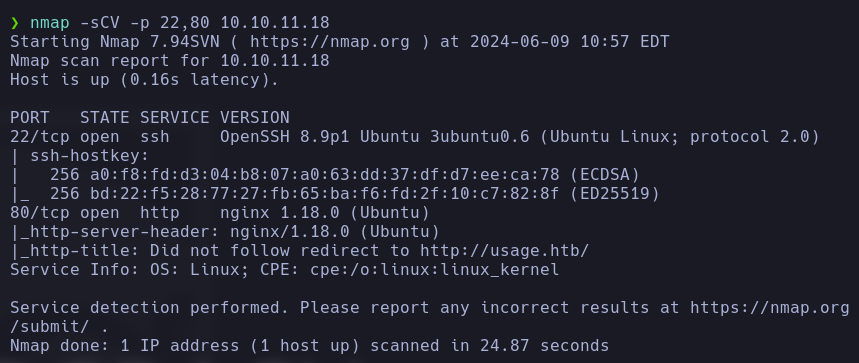 ❯ nmap -sCV -p 22,80 10.10.11.18
Starting Nmap 7.94SVN ( https://nmap.org ) at 2024-06-09 10:57 EDT
Nmap scan report for 10.10.11.18
Host is up (0.16s latency).
PORT   STATE SERVICE VERSION
22/tcp open  ssh     OpenSSH 8.9p1 Ubuntu 3ubuntu0.6 (Ubuntu Linux; protocol 2.0)
| ssh-hostkey:
|   256 a0:f8:fd:d3:04:b8:07:a0:63:dd:37:df:d7:ee:ca:78 (ECDSA)
|_  256 bd:22:f5:28:77:27:fb:65:ba:f6:fd:2f:10:c7:82:8f (ED25519)
80/tcp open  http    nginx 1.18.0 (Ubuntu)
|_http-server-header: nginx/1.18.0 (Ubuntu)
|_http-title: Did not follow redirect to http://usage.htb/
Service Info: OS: Linux; CPE: cpe:/o:linux:linux_kernel
Service detection performed. Please report any incorrect results at https://nmap.org
/submit/ .
Nmap done: 1 IP address (1 host up) scanned in 24.87 seconds